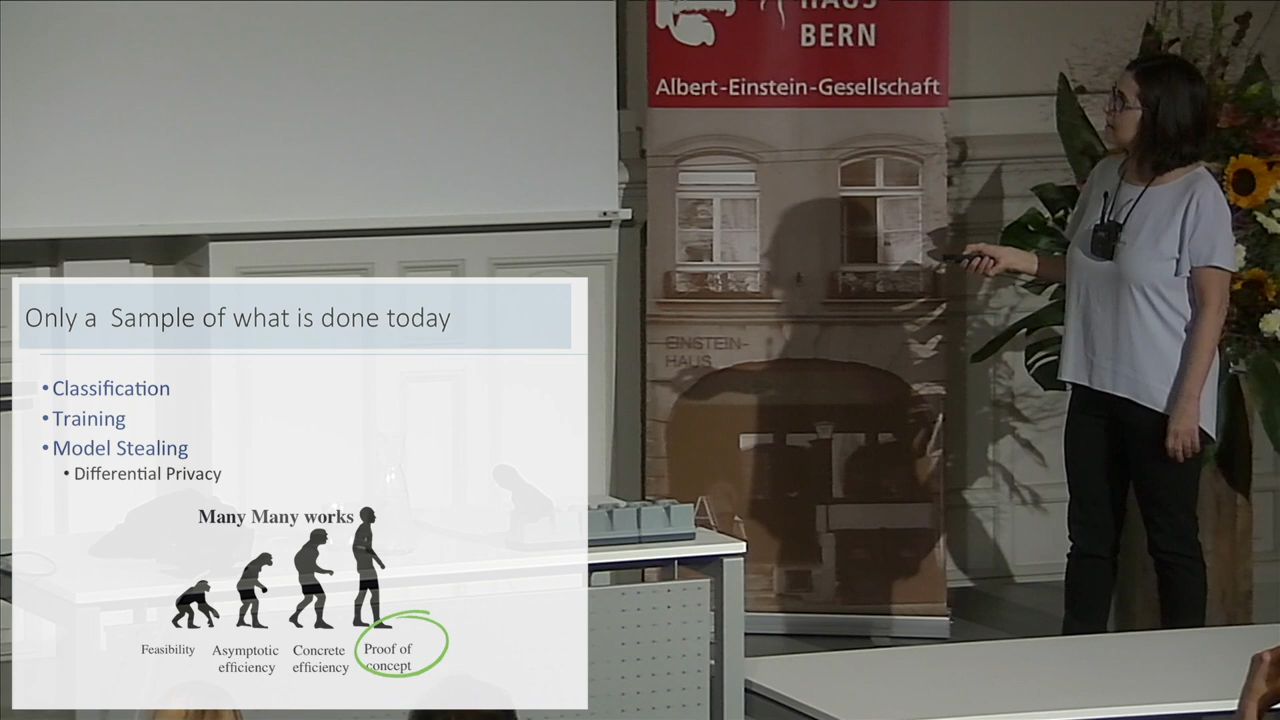 HAUS
BERN
Albert-Einstein-Gesellschaft
EINSTEIN-
HAUS
Only a Sample of what is done today
• Classification
• Training
• Model Stealing
• Differential Privacy
Many Many works
Feasibility
Asymptotic
efficiency
Concrete
efficiency
Proof of
concept